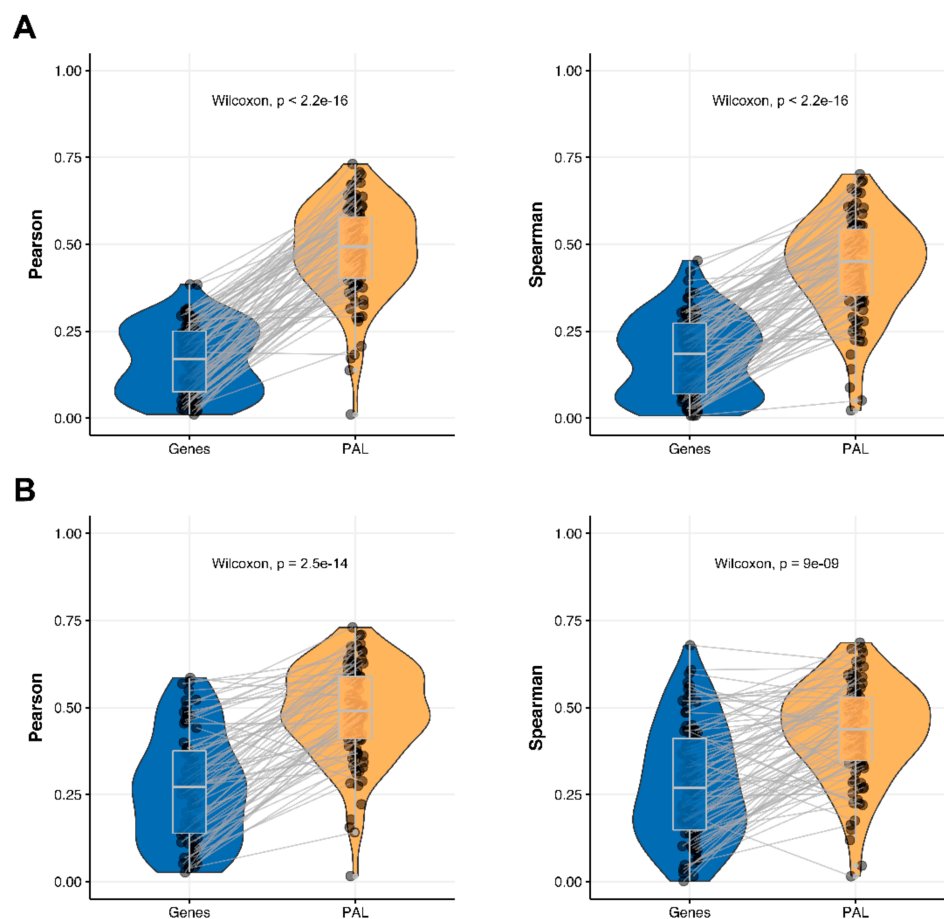 A
1.00
Wilcoxon, p < 2.2e-16
0.75
0.50
0.25
0.00
Pearson
Genes PAL
1.00
Wilcoxon, p < 2.2e-16
0.75
0.50
0.25
0.00
Spearman
Genes PAL
B
1.00
Wilcoxon, p = 2.5e-14
0.75
0.50
0.25
0.00
Pearson
Genes PAL
1.00
Wilcoxon, p = 9e-09
0.75
0.50
0.25
0.00
Spearman
Genes PAL